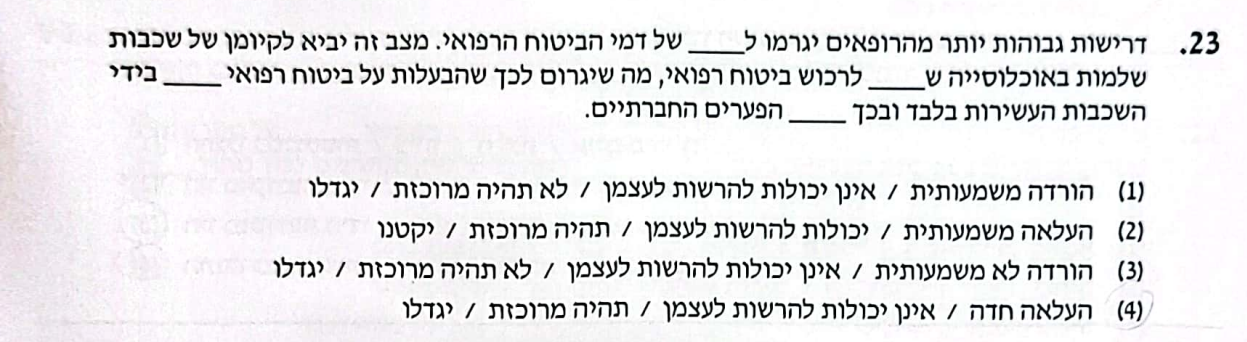 23. דרישות גבוהות יותר מהרופאים יגרמו ל____ של דמי הביטוח הרפואי. מצב זה יביא לקיומן של שכבות
שלמות באוכלוסייה ש____ לרכוש ביטוח רפואי, מה שיגרום לכך שהבעלות על ביטוח רפואי ____ בידי
השכבות העשירות בלבד ובכך ____ הפערים החברתיים.
(1) הורדה משמעותית / אינן יכולות להרשות לעצמן / לא תהיה מרוכזת / יגדלו
(2) העלאה משמעותית / יכולות להרשות לעצמן / תהיה מרוכזת / יקטנו
(3) הורדה לא משמעותית / אינן יכולות להרשות לעצמן / לא תהיה מרוכזת / יגדלו
(4) העלאה חדה / אינן יכולות להרשות לעצמן / תהיה מרוכזת / יגדלו